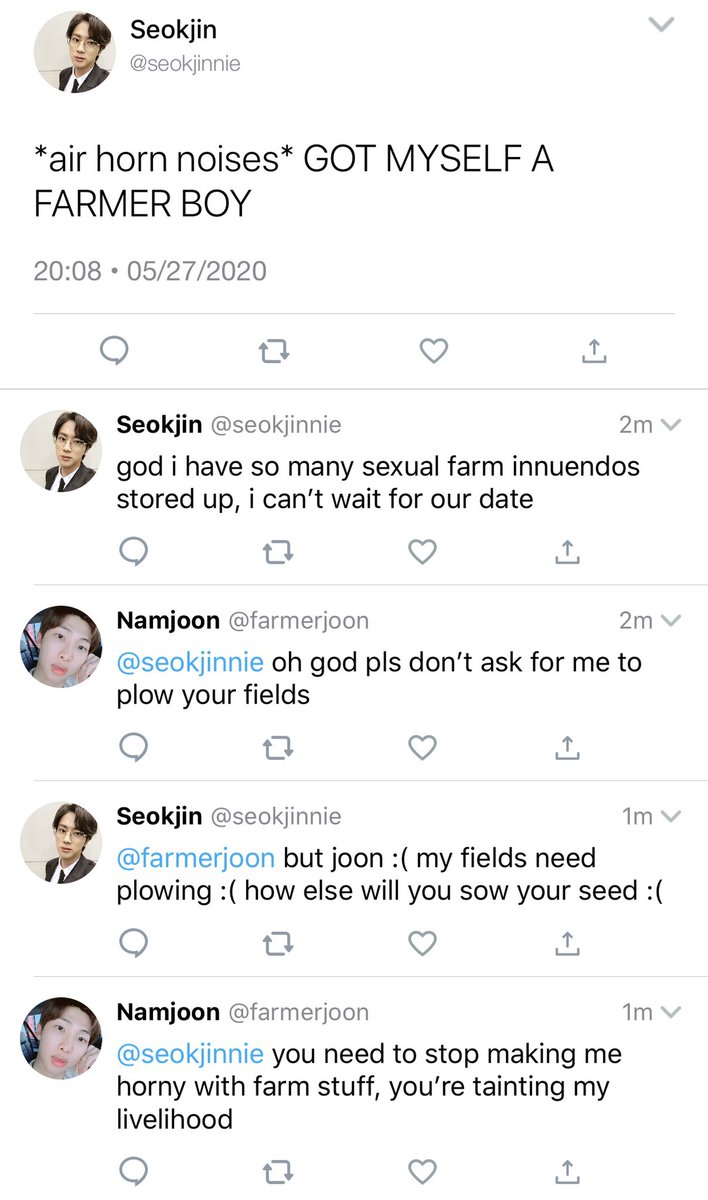 Seokjin
@seokjinnie
*air horn noises* GOT MYSELF A
FARMER BOY
20:08 • 05/27/2020
Seokjin @seokjinnie 2m
god i have so many sexual farm innuendos
stored up, i can’t wait for our date
Namjoon @farmerjoon 2m
@seokjinnie oh god pls don’t ask for me to
plow your fields
Seokjin @seokjinnie 1m
@farmerjoon but joon :( my fields need
plowing :( how else will you sow your seed :(
Namjoon @farmerjoon 1m
@seokjinnie you need to stop making me
horny with farm stuff, you’re tainting my
livelihood